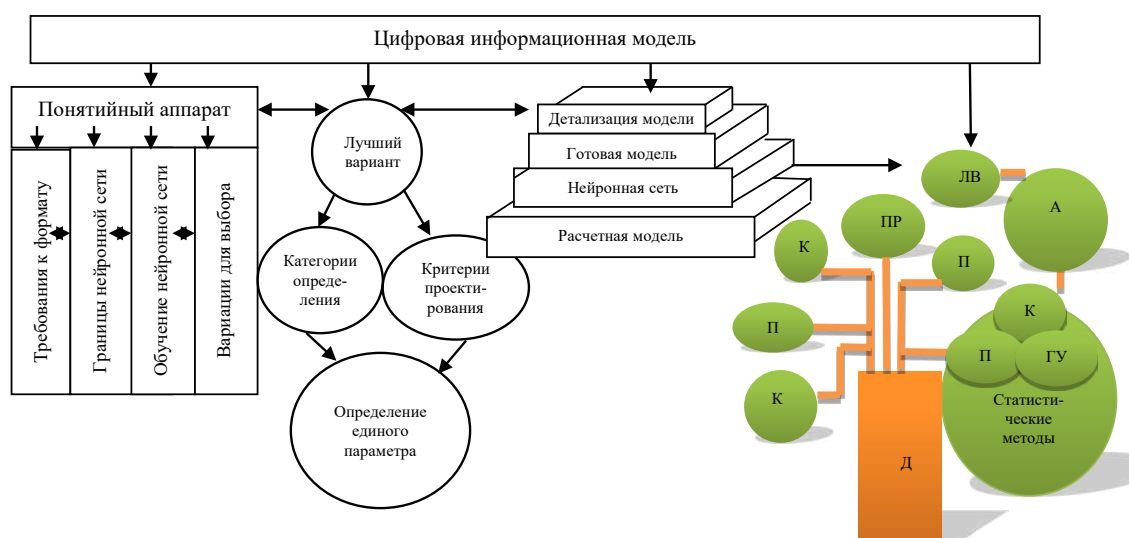 Цифровая информационная модель
Понятийный аппарат
Требования к формату
Границы нейронной сети
Обучение нейронной сети
Вариации для выбора
Лучший
вариант
Категории
опреде-
ления
Критерии
проекти-
рования
Определение
единого
параметра
Детализация модели
Готовая модель
Нейронная сеть
Расчетная модель
ЛВ
А
ПР
К
П
К
П
П
ГУ
К
Статисти-
ческие
методы
Д